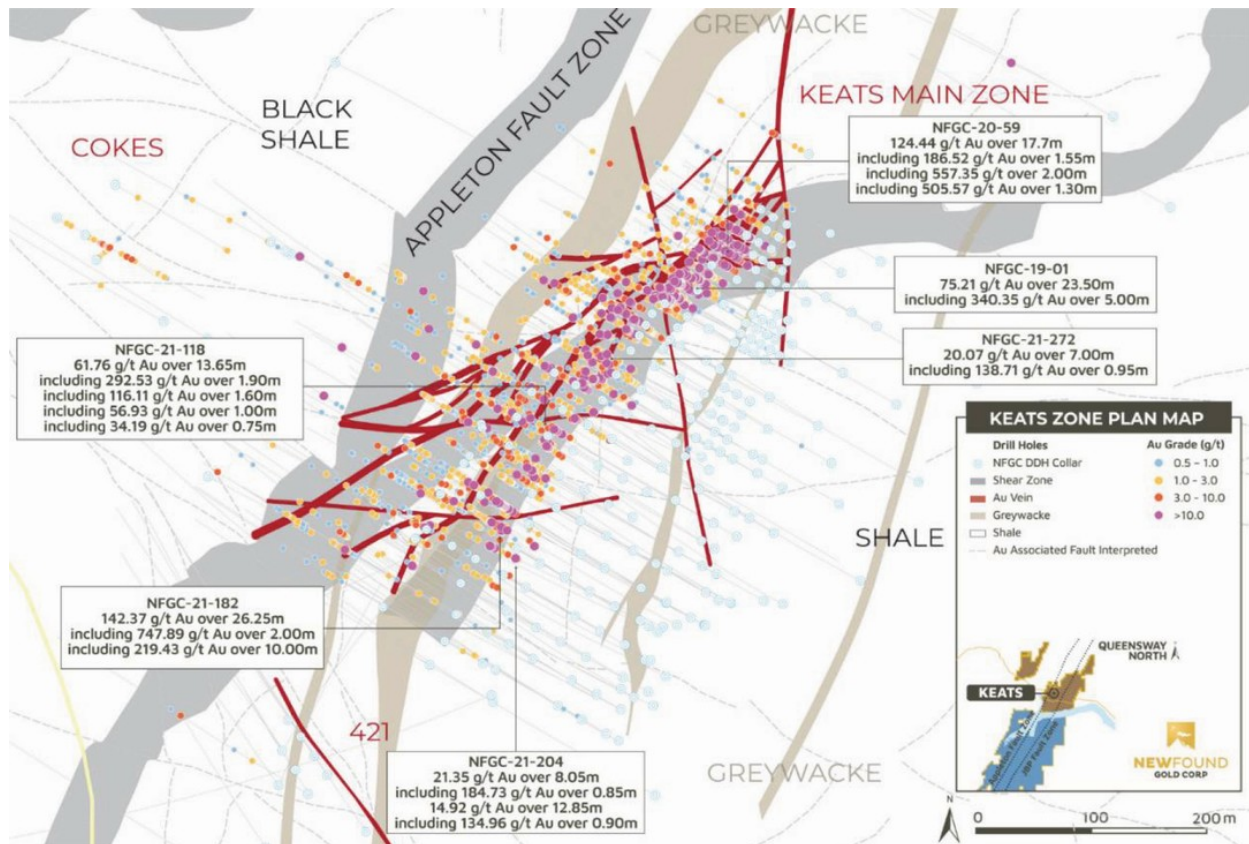 GREYWACKE
APPLETON FAULT ZONE
BLACK
SHALE
COKES
KEATS MAIN ZONE
NFGC-20-59
124.44 g/t Au over 17.7m
including 186.52 g/t Au over 1.55m
including 557.35 g/t Au over 2.00m
including 505.57 g/t Au over 1.30m
NFGC-19-01
75.21 g/t Au over 23.50m
including 340.35 g/t Au over 5.00m
NFGC-21-272
20.07 g/t Au over 7.00m
including 138.71 g/t Au over 0.95m
NFGC-21-118
61.76 g/t Au over 13.65m
including 292.53 g/t Au over 1.90m
including 116.11 g/t Au over 1.60m
including 56.93 g/t Au over 1.00m
including 34.19 g/t Au over 0.75m
SHALE
NFGC-21-182
142.37 g/t Au over 26.25m
including 747.89 g/t Au over 2.00m
including 219.43 g/t Au over 10.00m
421
NFGC-21-204
21.35 g/t Au over 8.05m
including 184.73 g/t Au over 0.85m
14.92 g/t Au over 12.85m
including 134.96 g/t Au over 0.90m
GREYWACKE
KEATS ZONE PLAN MAP
Drill Holes
NFGC DDH Collar
Shear Zone
Au Vein
Greywacke
Shale
Au Associated Fault Interpreted
Au Grade (g/t)
0.5 - 1.0
1.0 - 3.0
3.0 - 10.0
>10.0
QUEENSWAY
NORTH
KEATS
Appleton Fault Zone
JBP Fault Zone
NEWFOUND
GOLD CORP
N
0 100 200 m